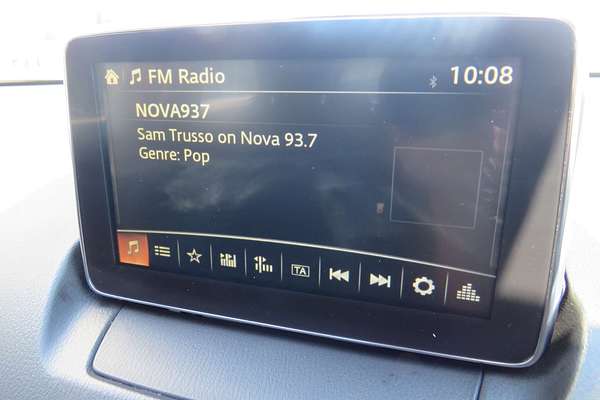 FM Radio
10:08
NOVA937
Sam Trusso on Nova 93.7
Genre: Pop
TA